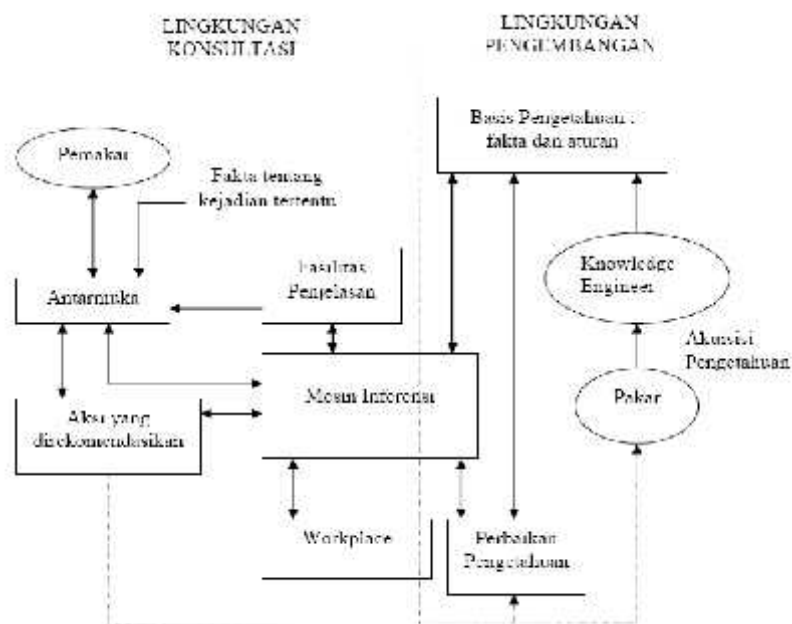 LINGKUNGAN
KONSULTASI
LINGKUNGAN
PENGEMBANGAN
Basis Pengetahuan :
fakta dan aturan
Pemakai
Fakta tentang
kejadian tertentu
Fasilitas
Penjelasan
Knowledge
Engineer
Antarmuka
Akuisisi
Pengetahuan
Mesin Inferensi
Pakar
Aksi yang
direkomendasikan
Workplace
Perbaikan
Pengetahuan